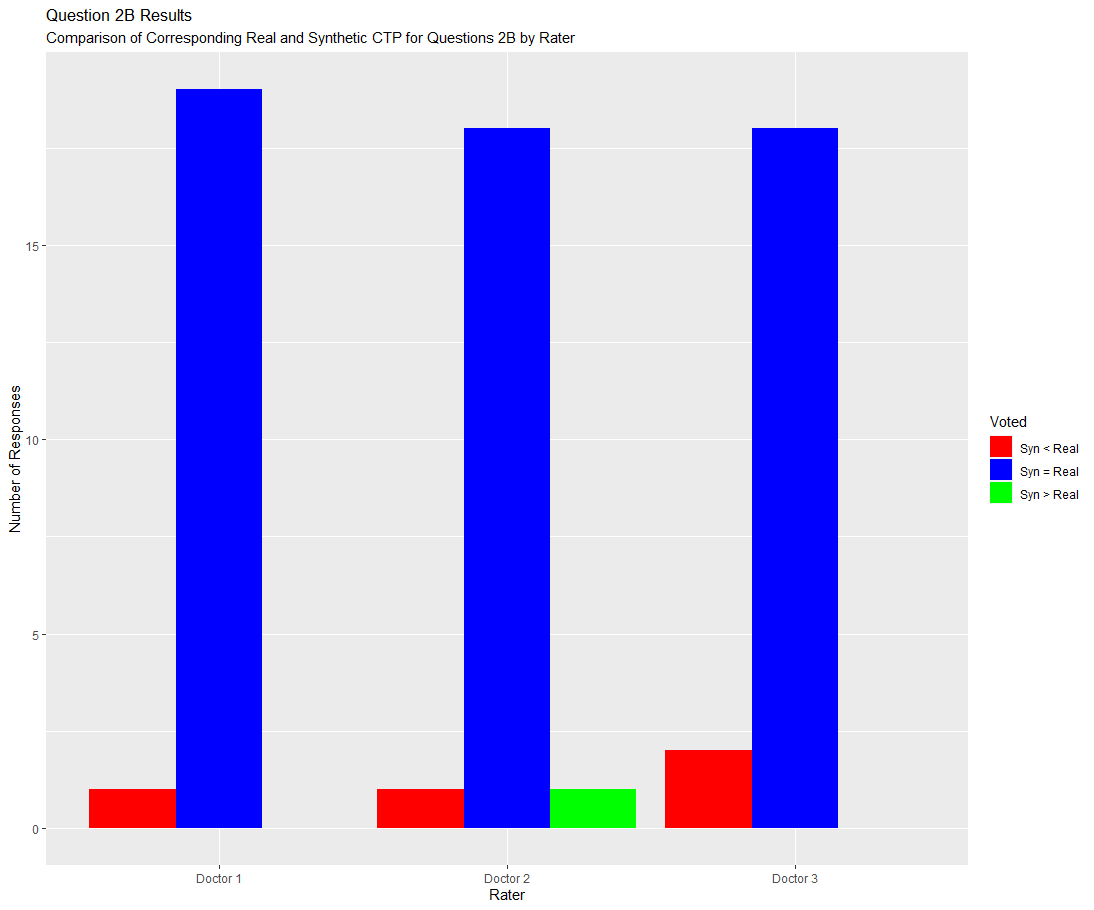 Question 2B Results
Comparison of Corresponding Real and Synthetic CTP for Questions 2B by Rater
Number of Responses
15
10
5
0
Doctor 1
Doctor 2
Doctor 3
Rater
Voted
Syn < Real
Syn = Real
Syn > Real